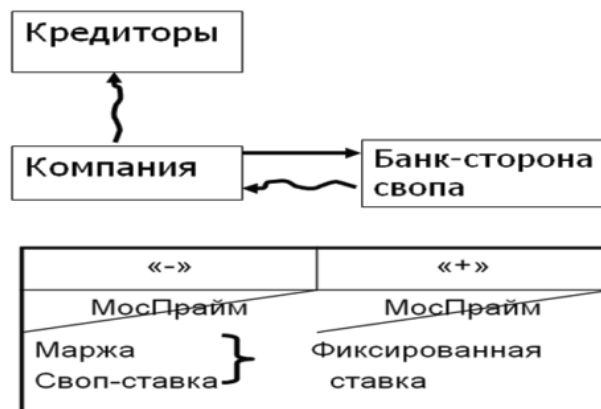 Кредиторы
Компания
Банк-сторона
свопа
«-» «+»
МосПрайм МосПрайм
Маржа Фиксированная
Своп-ставка ставка